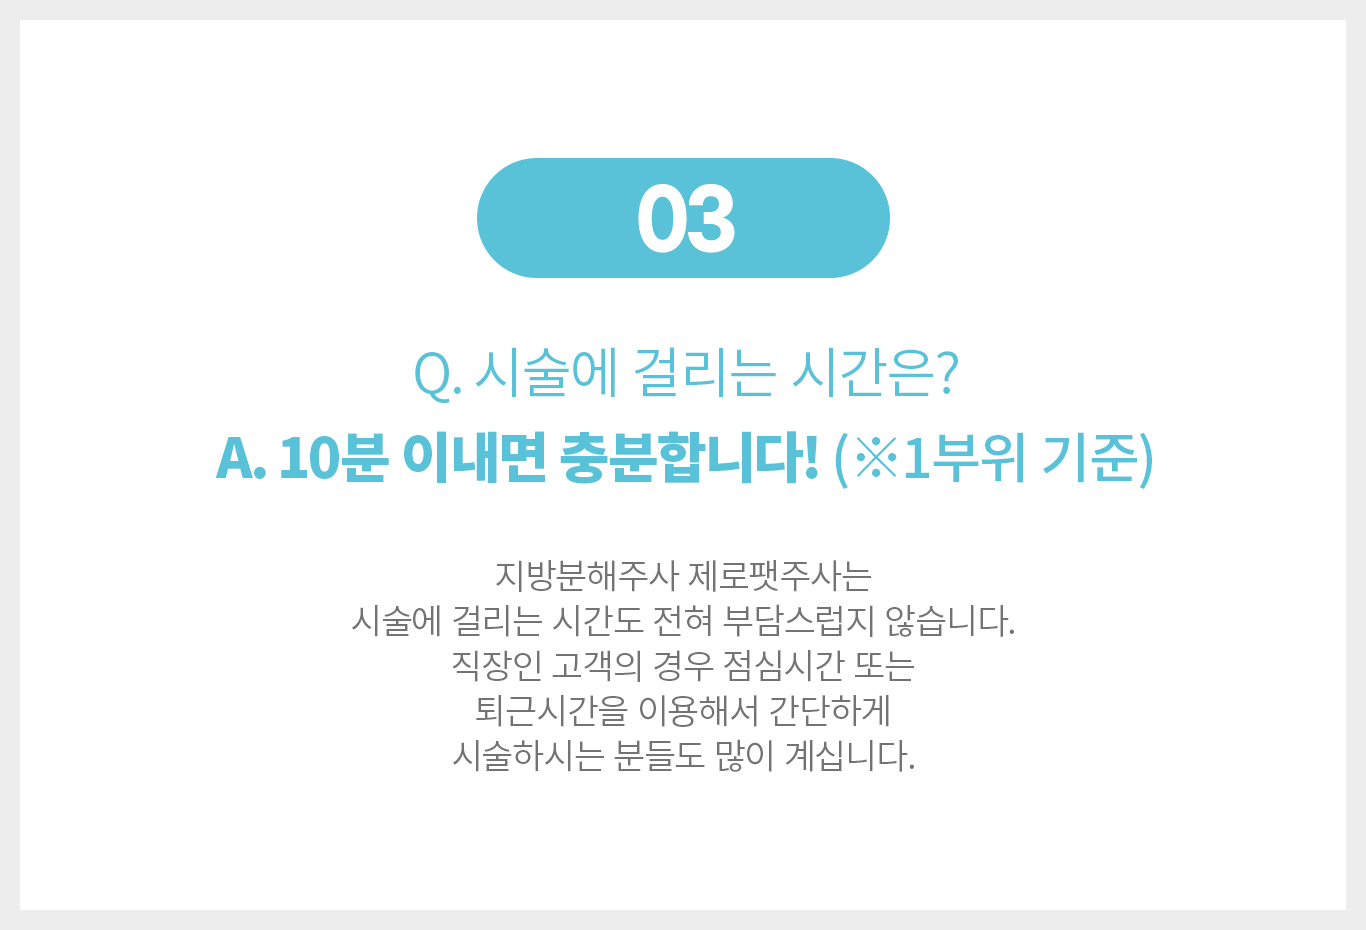 03
Q. 시술에 걸리는 시간은?
A. 10분 이내면 충분합니다! (※1부위 기준)
지방분해주사 제로팻주사는
시술에 걸리는 시간도 전혀 부담스럽지 않습니다.
직장인 고객의 경우 점심시간 또는
퇴근시간을 이용해서 간단하게
시술하시는 분들도 많이 계십니다.